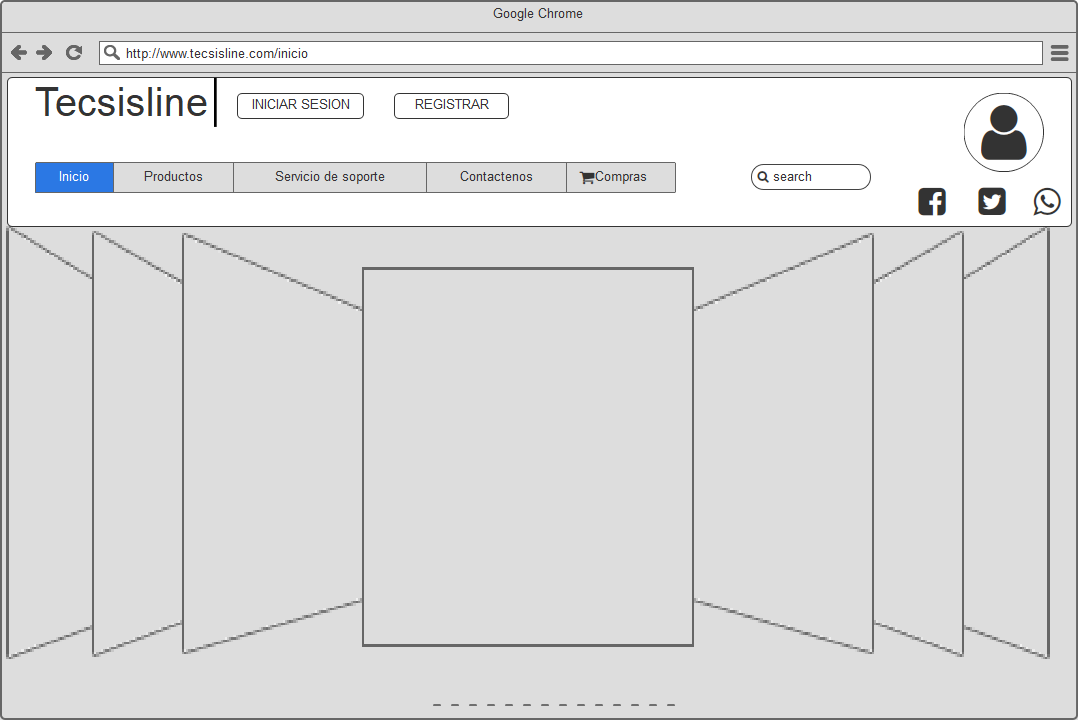 Google Chrome
http://www.tecsisline.com/inicio
Tecsisline
INICIAR SESION
REGISTRAR
Inicio
Productos
Servicio de soporte
Contactenos
Compras
search